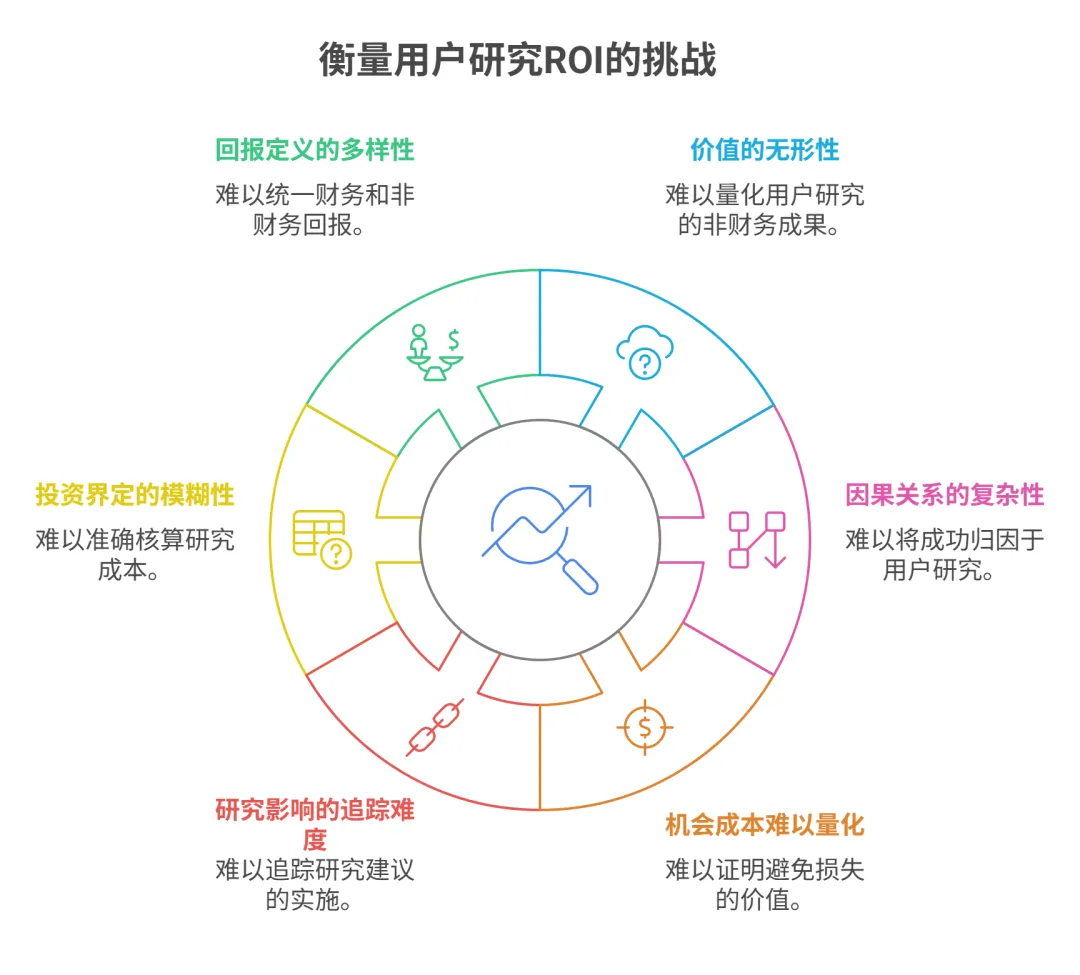 衡量用户研究ROI的挑战
回报定义的多样性
难以统一财务和非
财务回报。
价值的无形性
难以量化用户研究
的非财务成果。
$
?
投资界定的模糊性
难以准确核算研究
成本。
?
因果关系的复杂性
难以将成功归因于
用户研究。
$
研究影响的追踪难
度
难以追踪研究建议
的实施。
机会成本难以量化
难以证明避免损失
的价值。